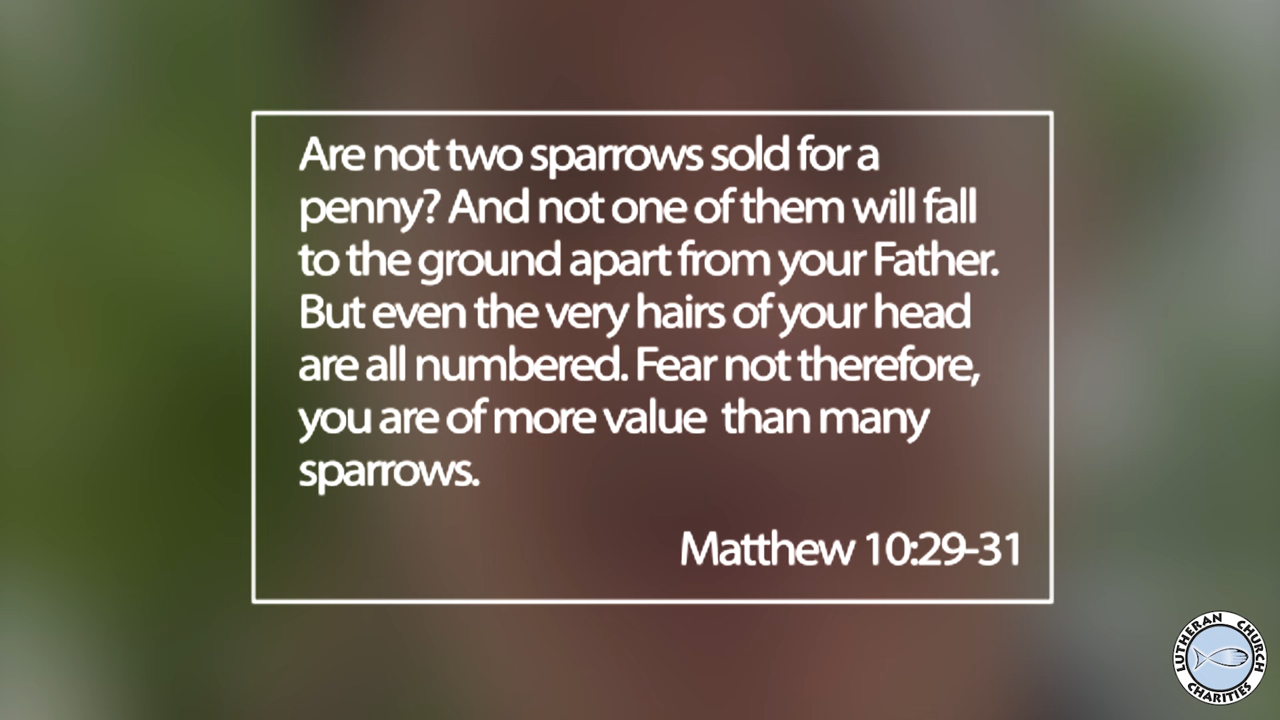 Are not two sparrows sold for a
penny? And not one of them will fall
to the ground apart from your Father.
But even the very hairs of your head
are all numbered. Fear not therefore,
you are of more value than many
sparrows.
Matthew 10:29-31
LUTHERAN CHURCH
CHARITIES